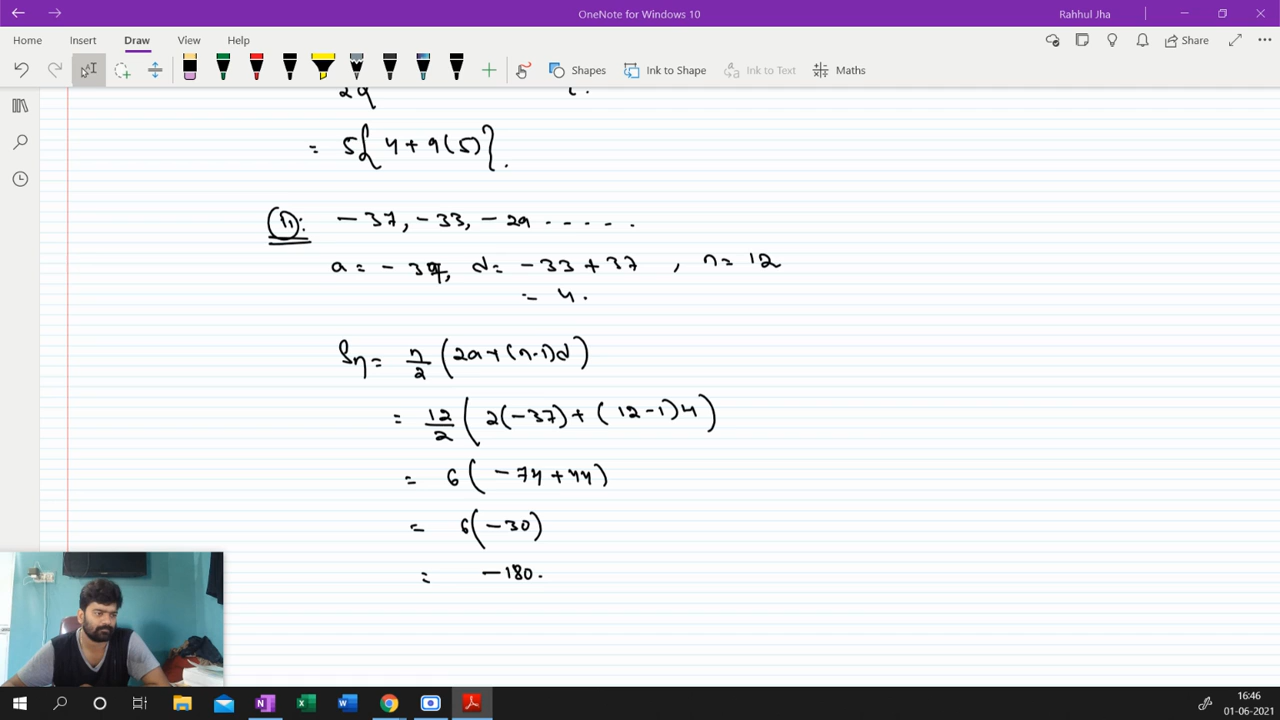 OneNote for Windows 10
Rahhul Jha
Home Insert Draw View Help
Share
Shapes Ink to Shape Ink to Text Maths
29
= 5{4+9(5)}.
(ii): -37, -33, -29 .....
a = -37, d = -33+37 , n = 12
= 4.
Sn = n/2 (2a+(n-1)d)
= 12/2 (2(-37)+(12-1)4)
= 6(-74+44)
= 6(-30)
= -180.
16:46
01-06-2021